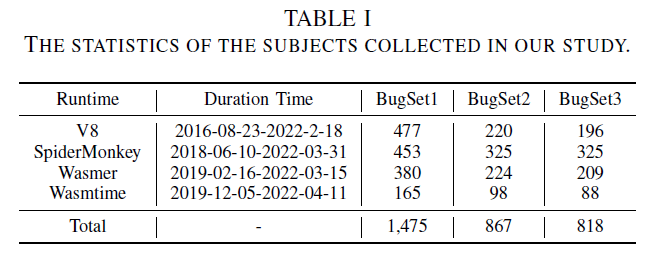 TABLE I
THE STATISTICS OF THE SUBJECTS COLLECTED IN OUR STUDY.
Runtime Duration Time BugSet1 BugSet2 BugSet3
V8 2016-08-23-2022-2-18 477 220 196
SpiderMonkey 2018-06-10-2022-03-31 453 325 325
Wasmer 2019-02-16-2022-03-15 380 224 209
Wasmtime 2019-12-05-2022-04-11 165 98 88
Total - 1,475 867 818